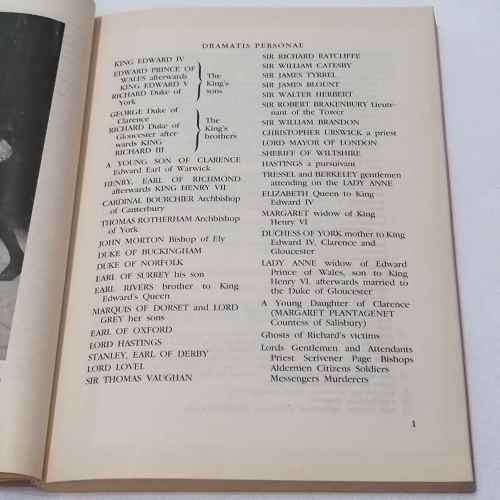 DRAMATIS PERSONAE
KING EDWARD IV
EDWARD PRINCE OF
WALES afterwards
KING EDWARD V
RICHARD Duke of
York
The
King's
sons
GEORGE Duke of
Clarence
RICHARD Duke of
Gloucester after-
wards KING
RICHARD III
The
King's
brothers
A YOUNG SON OF CLARENCE
Edward Earl of Warwick
HENRY, EARL OF RICHMOND
afterwards KING HENRY VII
CARDINAL BOURCHIER Archbishop
of Canterbury
THOMAS ROTHERHAM Archbishop
of York
JOHN MORTON Bishop of Ely
DUKE OF BUCKINGHAM
DUKE OF NORFOLK
EARL OF SURREY his son
EARL RIVERS brother to King
Edward's Queen
MARQUIS OF DORSET and LORD
GREY her sons
EARL OF OXFORD
LORD HASTINGS
STANLEY, EARL OF DERBY
LORD LOVEL
SIR THOMAS VAUGHAN
SIR RICHARD RATCLIFFE
SIR WILLIAM CATESBY
SIR JAMES TYRREL
SIR JAMES BLOUNT
SIR WALTER HERBERT
SIR ROBERT BRAKENBURY Lieute-
nant of the Tower
SIR WILLIAM BRANDON
CHRISTOPHER URSWICK a priest
LORD MAYOR OF LONDON
SHERIFF OF WILTSHIRE
HASTINGS a pursuivant
TRESSEL and BERKELEY gentlemen
attending on the LADY ANNE
ELIZABETH Queen to King
Edward IV
MARGARET widow of King
Henry VI
DUCHESS OF YORK mother to King
Edward IV, Clarence and
Gloucester
LADY ANNE widow of Edward
Prince of Wales, son to King
Henry VI, afterwards married to
the Duke of Gloucester
A Young Daughter of Clarence
(MARGARET PLANTAGENET
Countess of Salisbury)
Ghosts of Richard's victims
Lords Gentlemen and Attendants
Priest Scrivener Page Bishops
Aldermen Citizens Soldiers
Messengers Murderers
1